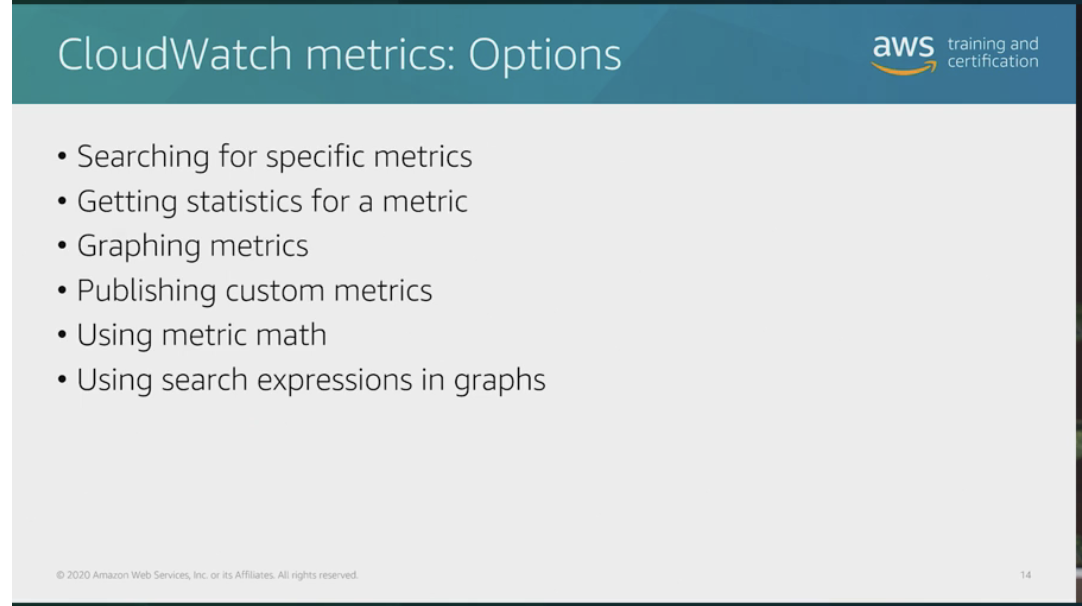 CloudWatch metrics: Options
aws training and
certification
• Searching for specific metrics
• Getting statistics for a metric
• Graphing metrics
• Publishing custom metrics
• Using metric math
• Using search expressions in graphs
© 2020 Amazon Web Services, Inc. or its Affiliates. All rights reserved.
14